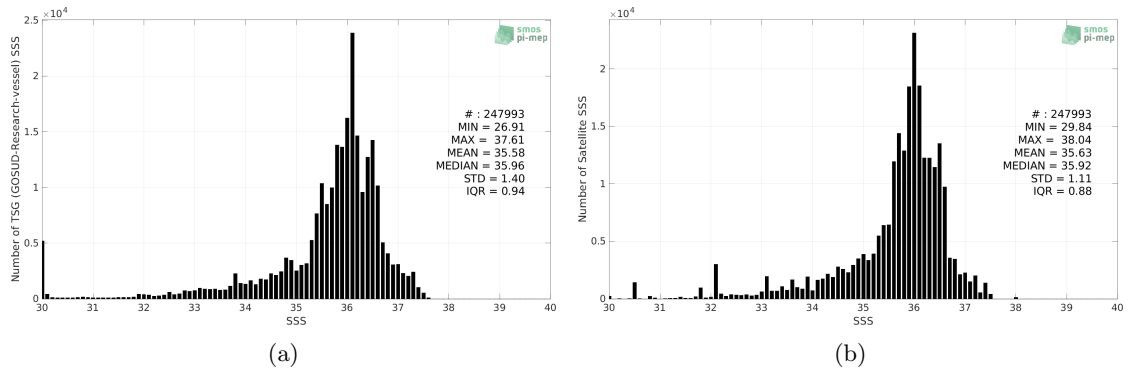 ×10⁴
2.5
2
1.5
1
0.5
0
Number of TSG (GOSUD-Research-vessel) SSS
30 31 32 33 34 35 36 37 38 39 40
SSS
smos
pi-mep
# : 247993
MIN = 26.91
MAX = 37.61
MEAN = 35.58
MEDIAN = 35.96
STD = 1.40
IQR = 0.94
(a)
×10⁴
2
1.5
1
0.5
0
Number of Satellite SSS
30 31 32 33 34 35 36 37 38 39 40
SSS
smos
pi-mep
# : 247993
MIN = 29.84
MAX = 38.04
MEAN = 35.63
MEDIAN = 35.92
STD = 1.11
IQR = 0.88
(b)